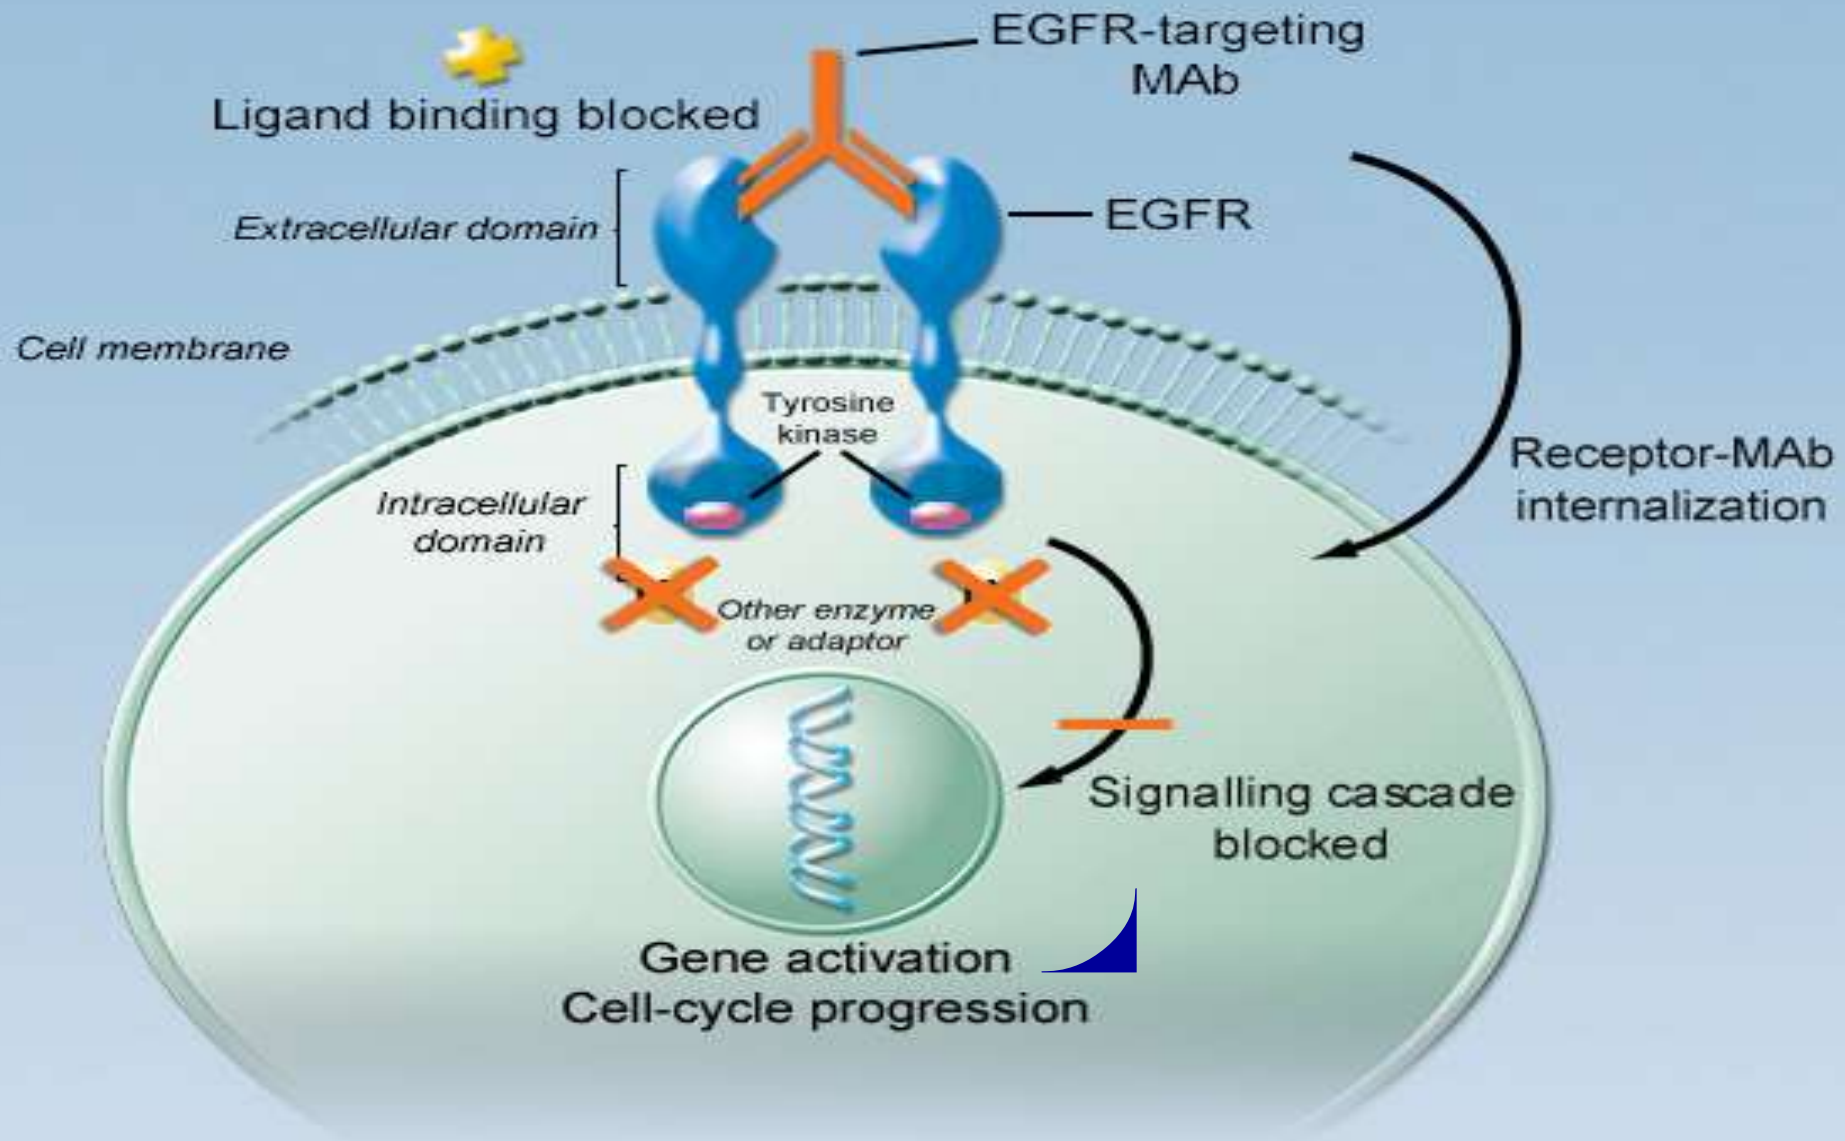 EGFR-targeting
MAb
Ligand binding blocked
Extracellular domain
EGFR
Cell membrane
Tyrosine
kinase
Receptor-MAb
internalization
Intracellular
domain
Other enzyme
or adaptor
Signalling cascade
blocked
Gene activation
Cell-cycle progression